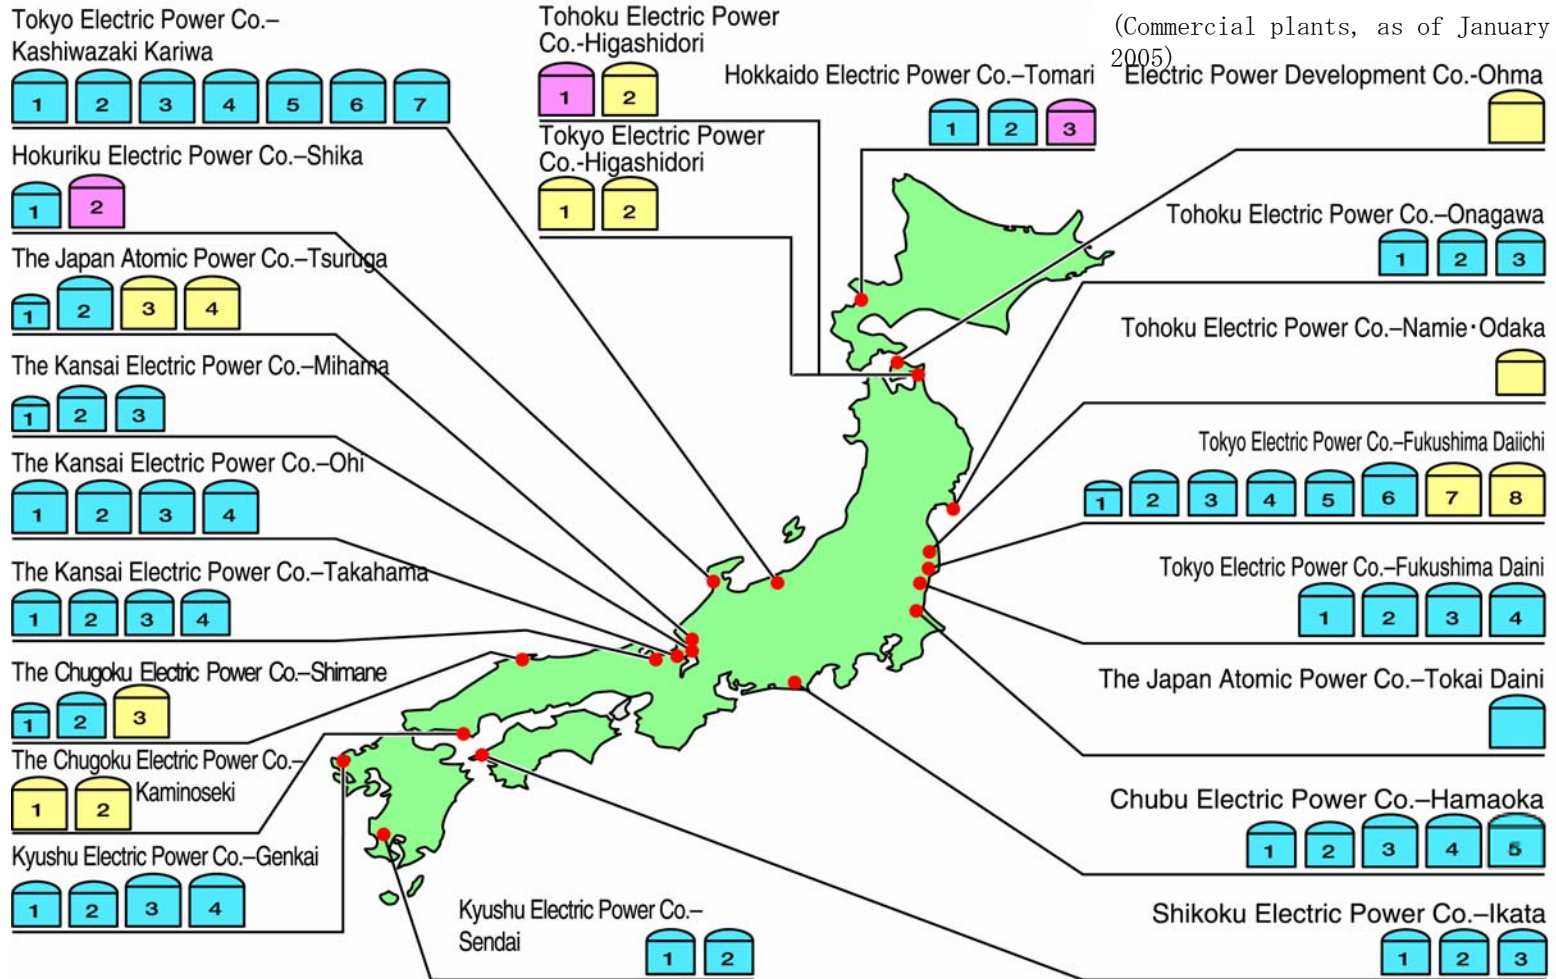 (Commercial plants, as of January
2005)
Tokyo Electric Power Co.–
Kashiwazaki Kariwa
1 2 3 4 5 6 7
Hokuriku Electric Power Co.–Shika
1 2
The Japan Atomic Power Co.–Tsuruga
1 2 3 4
The Kansai Electric Power Co.–Mihama
1 2 3
The Kansai Electric Power Co.–Ohi
1 2 3 4
The Kansai Electric Power Co.–Takahama
1 2 3 4
The Chugoku Electric Power Co.–Shimane
1 2 3
The Chugoku Electric Power Co.–
Kaminoseki
1 2
Kyushu Electric Power Co.–Genkai
1 2 3 4
Tohoku Electric Power
Co.-Higashidori
1 2
Tokyo Electric Power
Co.-Higashidori
1 2
Hokkaido Electric Power Co.–Tomari
1 2 3
Electric Power Development Co.-Ohma
Tohoku Electric Power Co.–Onagawa
1 2 3
Tohoku Electric Power Co.–Namie･Odaka
Tokyo Electric Power Co.–Fukushima Daiichi
1 2 3 4 5 6 7 8
Tokyo Electric Power Co.–Fukushima Daini
1 2 3 4
The Japan Atomic Power Co.–Tokai Daini
Chubu Electric Power Co.–Hamaoka
1 2 3 4 5
Shikoku Electric Power Co.–Ikata
1 2 3
Kyushu Electric Power Co.–
Sendai
1 2